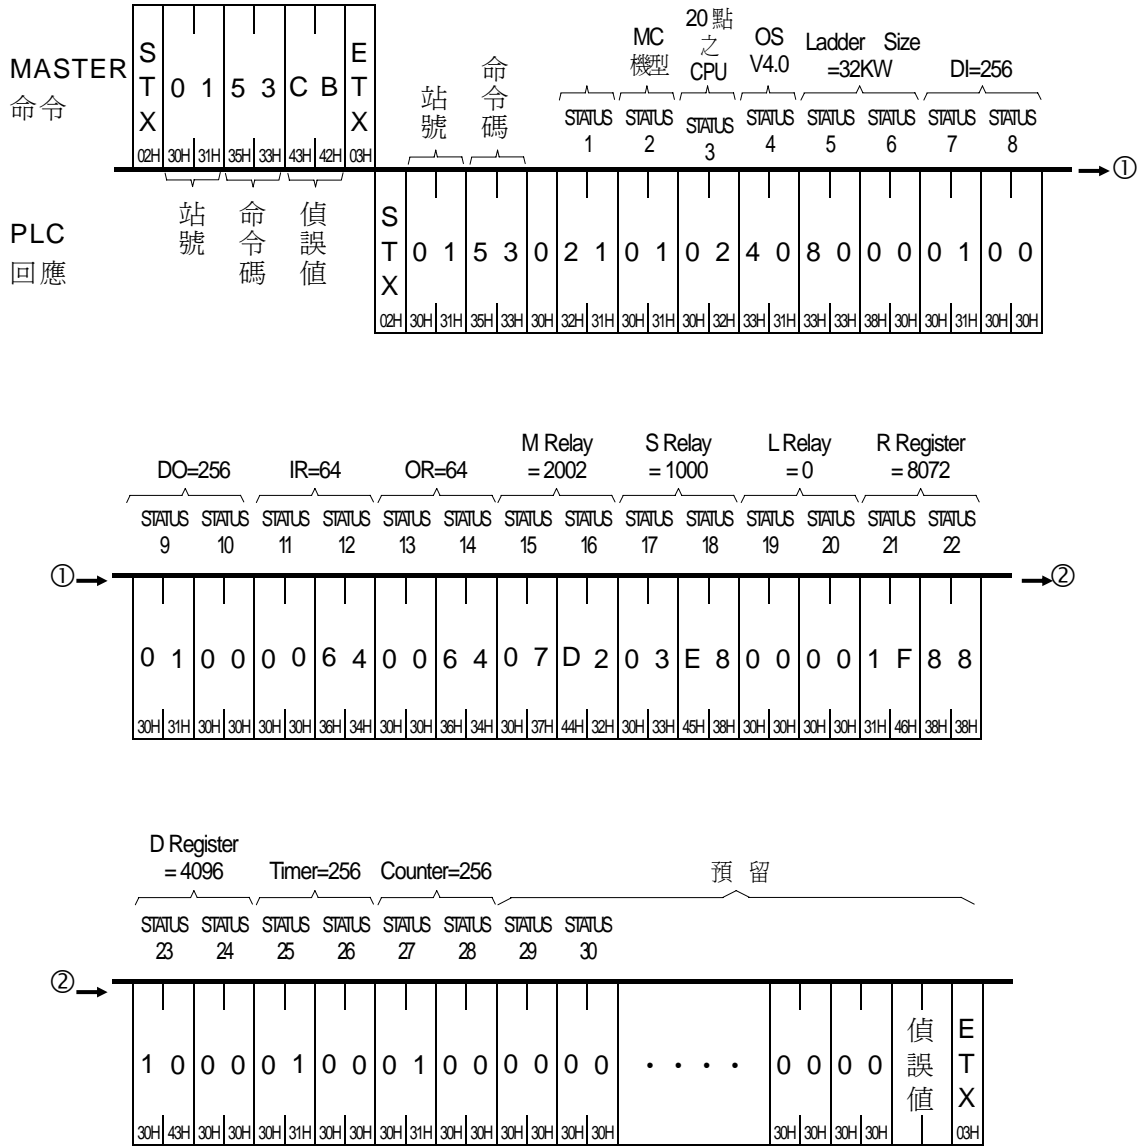 MASTER
命令
STX 0 1 5 3 C B ETX
02H 30H 31H 35H 33H 43H 42H 03H
站號 命令碼 偵誤值
站號 命令碼
MC
機型
20點
之
CPU
OS
V4.0
Ladder Size
=32KW
DI=256
STATUS 1 STATUS 2 STATUS 3 STATUS 4 STATUS 5 STATUS 6 STATUS 7 STATUS 8
①
PLC
回應
STX 0 1 5 3 0 2 1 0 1 0 2 4 0 8 0 0 0 0 1 0 0
02H 30H 31H 35H 33H 30H 32H 31H 30H 31H 30H 32H 33H 31H 33H 33H 38H 30H 30H 31H 30H 30H
DO=256
IR=64
OR=64
M Relay
= 2002
S Relay
= 1000
L Relay
= 0
R Register
= 8072
STATUS 9 STATUS 10 STATUS 11 STATUS 12 STATUS 13 STATUS 14 STATUS 15 STATUS 16 STATUS 17 STATUS 18 STATUS 19 STATUS 20 STATUS 21 STATUS 22
① ②
0 1 0 0 0 0 6 4 0 0 6 4 0 7 D 2 0 3 E 8 0 0 0 0 1 F 8 8
30H 31H 30H 30H 30H 30H 36H 34H 30H 30H 36H 34H 30H 37H 44H 32H 30H 33H 45H 38H 30H 30H 30H 30H 31H 46H 38H 38H
D Register
= 4096
Timer=256
Counter=256
預 留
STATUS 23 STATUS 24 STATUS 25 STATUS 26 STATUS 27 STATUS 28 STATUS 29 STATUS 30
②
1 0 0 0 0 1 0 0 0 1 0 0 0 0 0 0 · · · · 0 0 0 0 偵誤值 ETX
30H 43H 30H 30H 30H 31H 30H 30H 30H 31H 30H 30H 30H 30H 30H 30H 30H 30H 30H 30H 03H